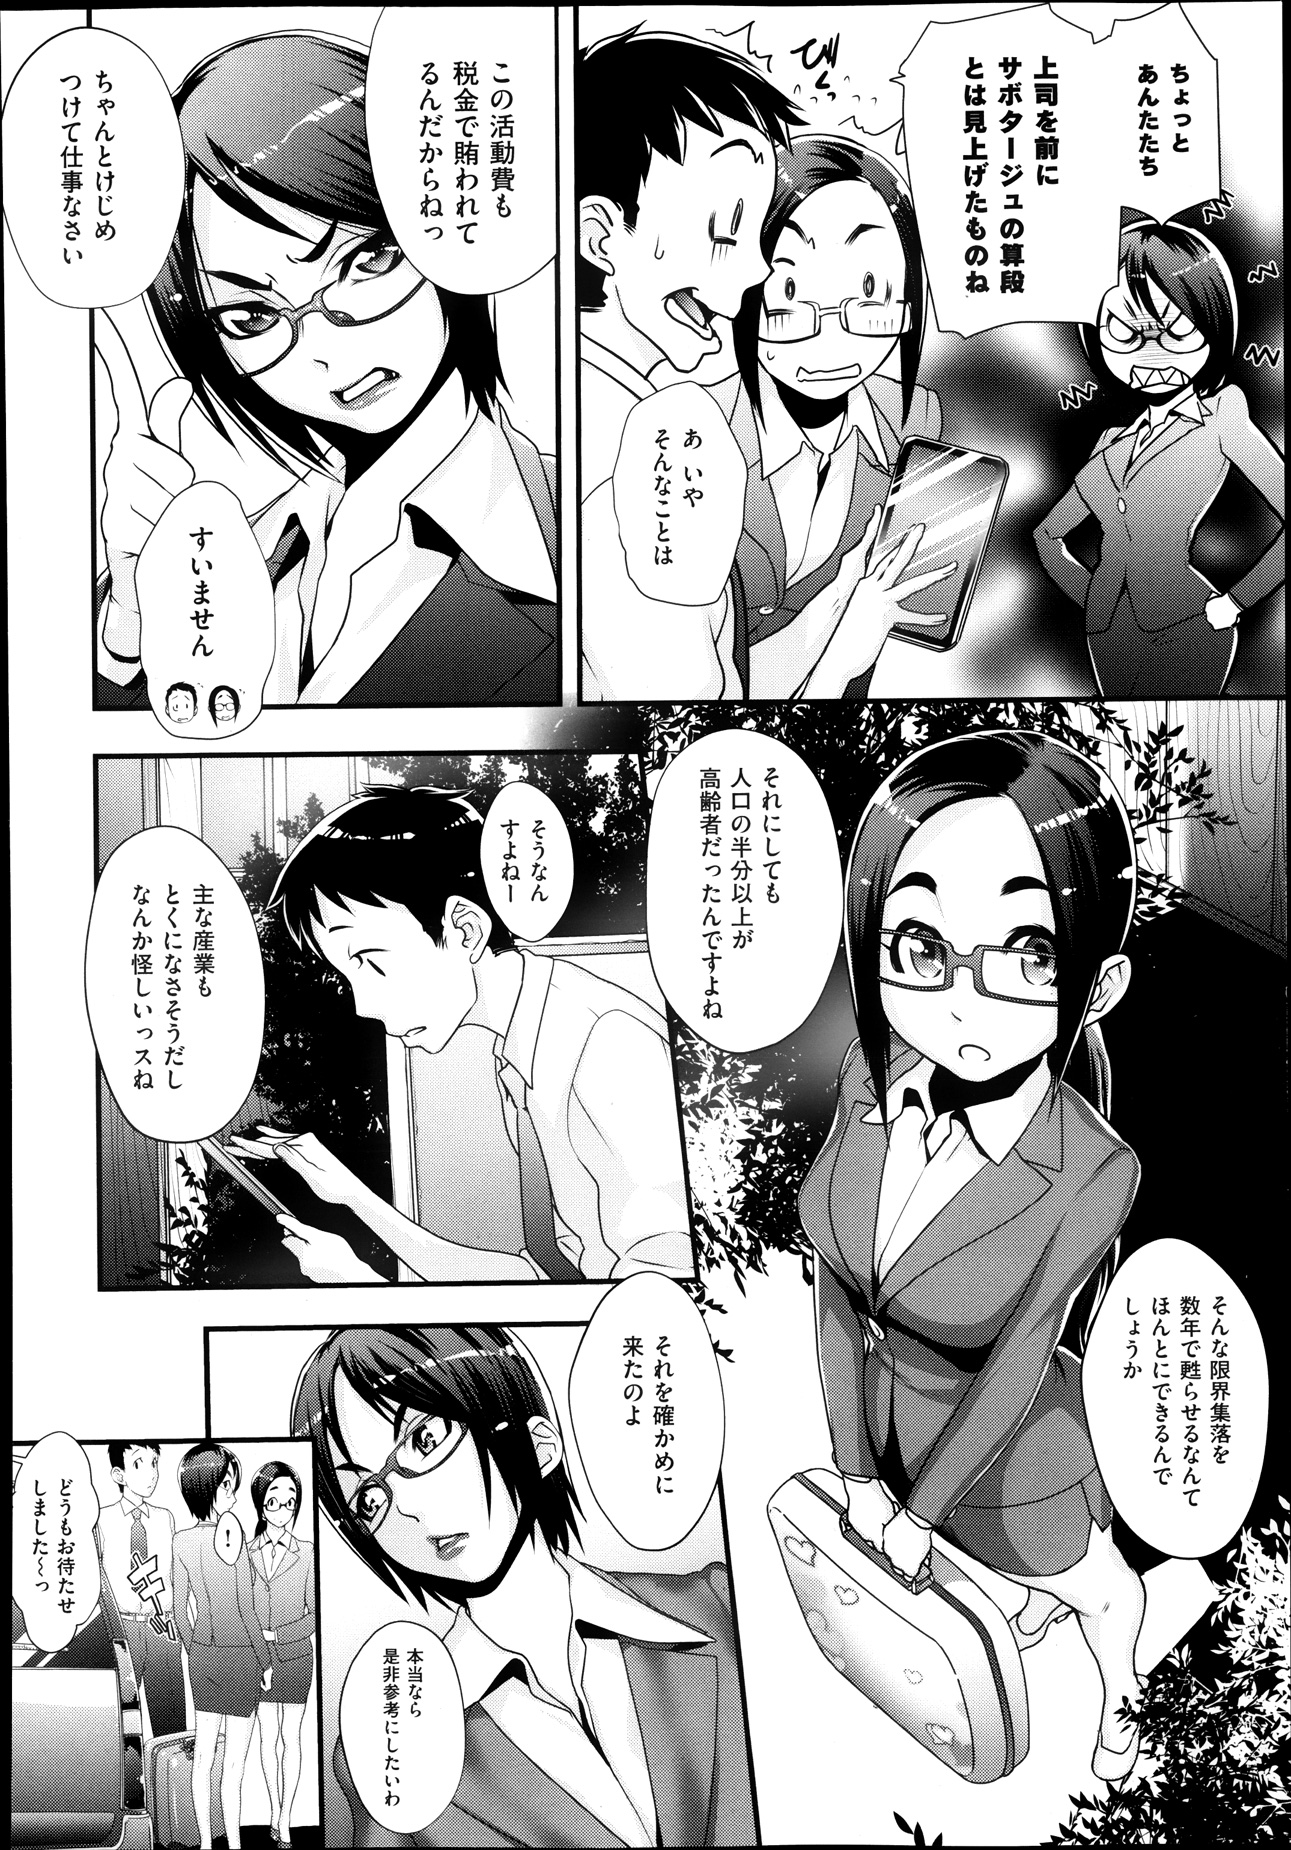 ちょっと
あんたたち
上司を前に
サボタージュの算段
とは見上げたものね
びくっ
あ いや
そんなことは
この活動費も
税金で賄われて
るんだからねっ
ちゃんとけじめ
つけて仕事なさい
すいません
それにしても
人口の半分以上が
高齢者だったんですよね
そんな限界集落を
数年で甦らせるなんて
ほんとにできるんで
しょうか
そうなん
すよねー
主な産業も
とくになさそうだし
なんか怪しいっスね
それを確かめに
来たのよ
本当なら
是非参考にしたいわ
！
キキッ
どうもお待たせ
しました〜っ